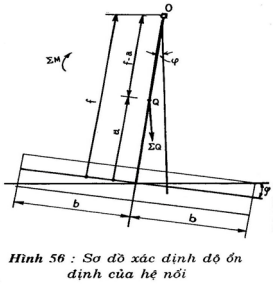 O
ΣM
φ
f-a
f
Q
a
ΣQ
φ
b
b
Hình 56 : Sơ đồ xác định độ ổn
định của hệ nổi